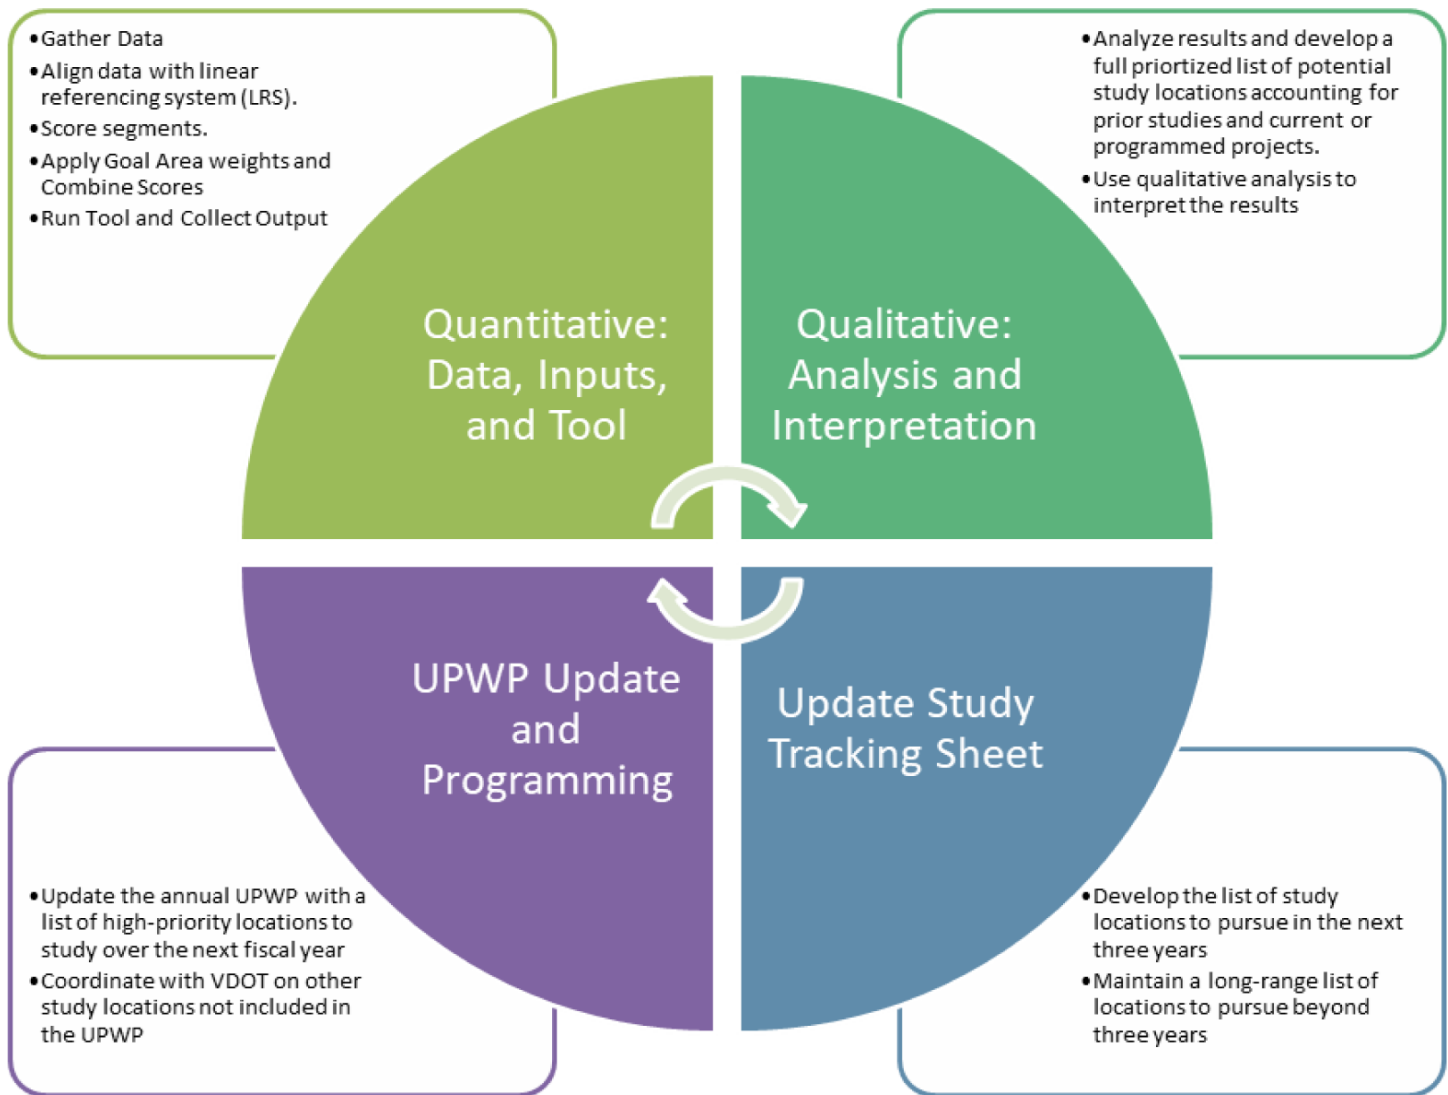 •Gather Data
•Align data with linear
referencing system (LRS).
•Score segments.
•Apply Goal Area weights and
Combine Scores
•Run Tool and Collect Output
•Analyze results and develop a
full priortized list of potential
study locations accounting for
prior studies and current or
programmed projects.
•Use qualitative analysis to
interpret the results
Quantitative:
Data, Inputs,
and Tool
Qualitative:
Analysis and
Interpretation
UPWP Update
and
Programming
Update Study
Tracking Sheet
•Update the annual UPWP with a
list of high-priority locations to
study over the next fiscal year
•Coordinate with VDOT on other
study locations not included in
the UPWP
•Develop the list of study
locations to pursue in the next
three years
•Maintain a long-range list of
locations to pursue beyond
three years